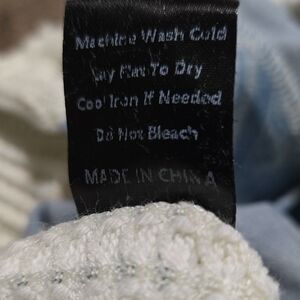 Machine Wash Cold
Lay Flat To Dry
Cool Iron If Needed
Do Not Bleach
MADE IN CHINA